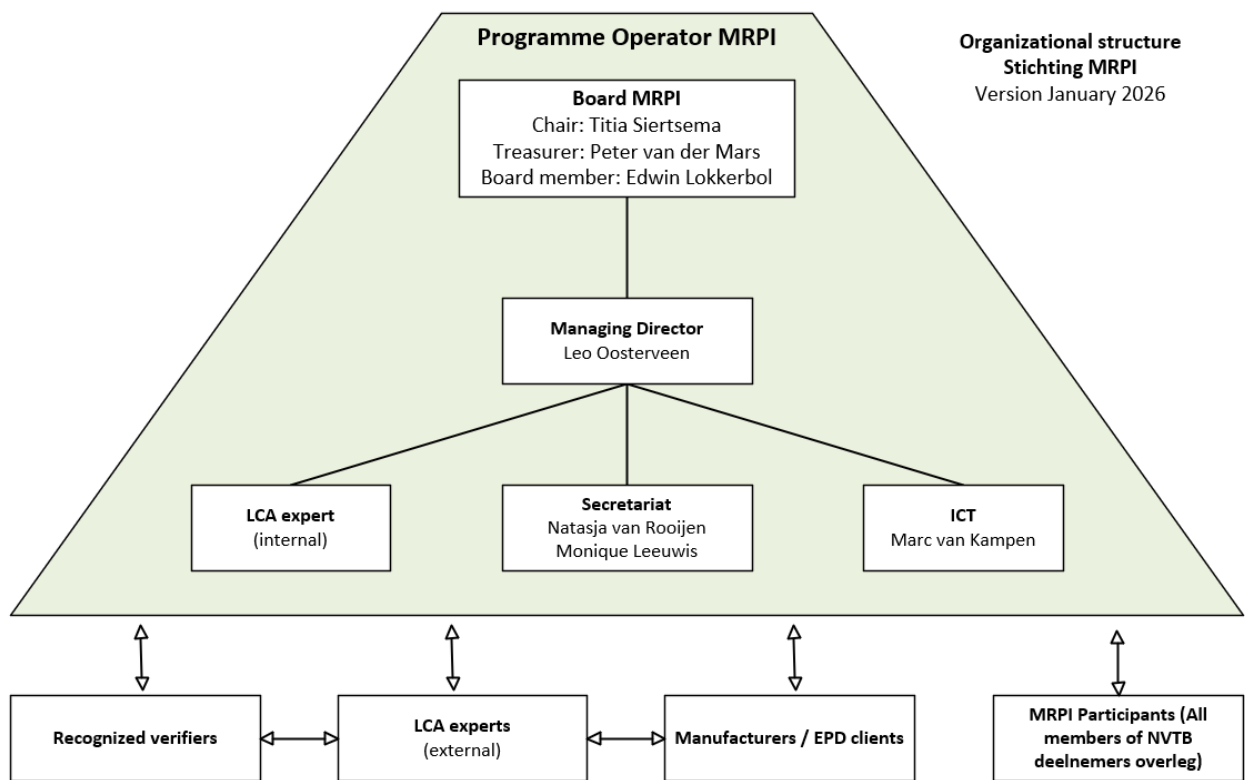 Programme Operator MRPI
Organizational structure
Stichting MRPI
Version January 2026
Board MRPI
Chair: Titia Siertsema
Treasurer: Peter van der Mars
Board member: Edwin Lokkerbol
Managing Director
Leo Oosterveen
LCA expert
(internal)
Secretariat
Natasja van Rooijen
Monique Leeuwis
ICT
Marc van Kampen
Recognized verifiers
LCA experts
(external)
Manufacturers / EPD clients
MRPI Participants (All
members of NVTB
deelnemers overleg)